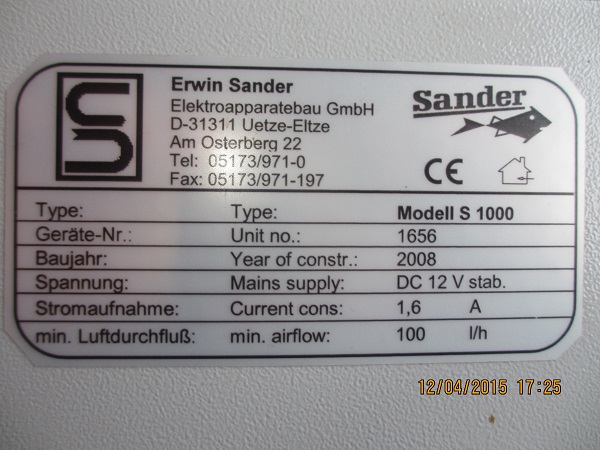 Erwin Sander
Elektroapparatebau GmbH
D-31311 Uetze-Eltze
Am Osterberg 22
Tel: 05173/971-0
Fax: 05173/971-197
Sander
CE
Type: Type: Modell S 1000
Geräte-Nr.: Unit no.: 1656
Baujahr: Year of constr.: 2008
Spannung: Mains supply: DC 12 V stab.
Stromaufnahme: Current cons: 1,6 A
min. Luftdurchfluß: min. airflow: 100 l/h
12/04/2015 17:25